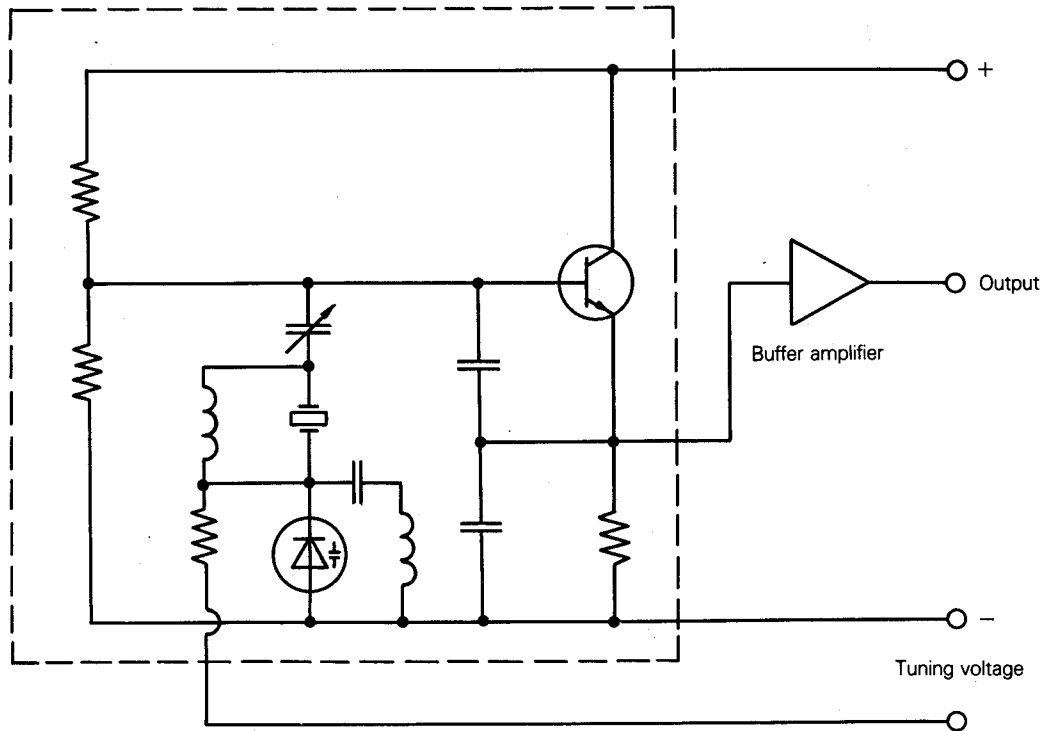 +
Output
Buffer amplifier
−
Tuning voltage